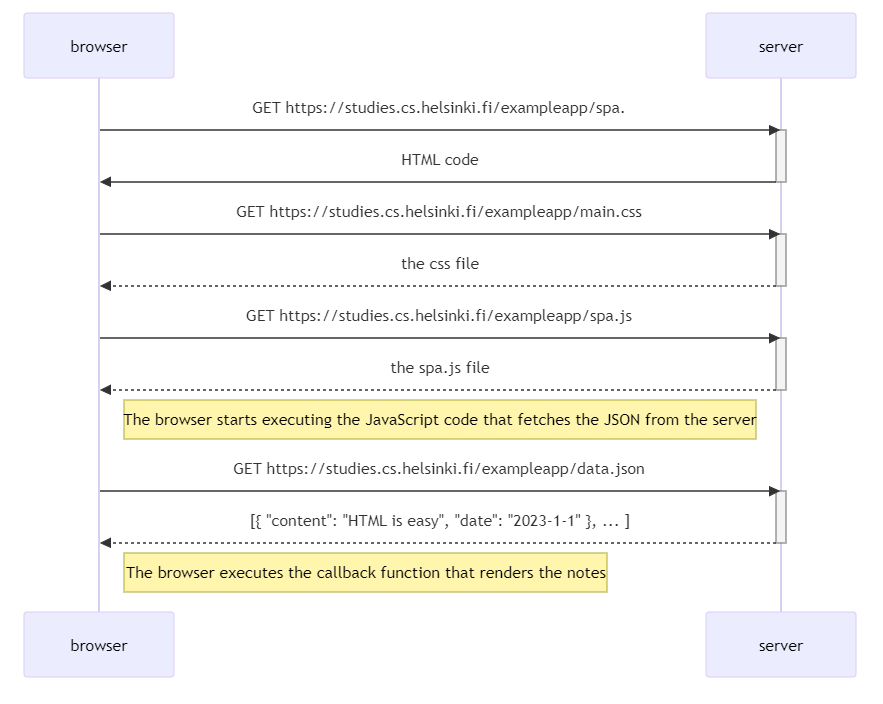 browser
server
GET https://studies.cs.helsinki.fi/exampleapp/spa.
HTML code
GET https://studies.cs.helsinki.fi/exampleapp/main.css
the css file
GET https://studies.cs.helsinki.fi/exampleapp/spa.js
the spa.js file
The browser starts executing the JavaScript code that fetches the JSON from the server
GET https://studies.cs.helsinki.fi/exampleapp/data.json
[{ "content": "HTML is easy", "date": "2023-1-1" }, ... ]
The browser executes the callback function that renders the notes
browser
server